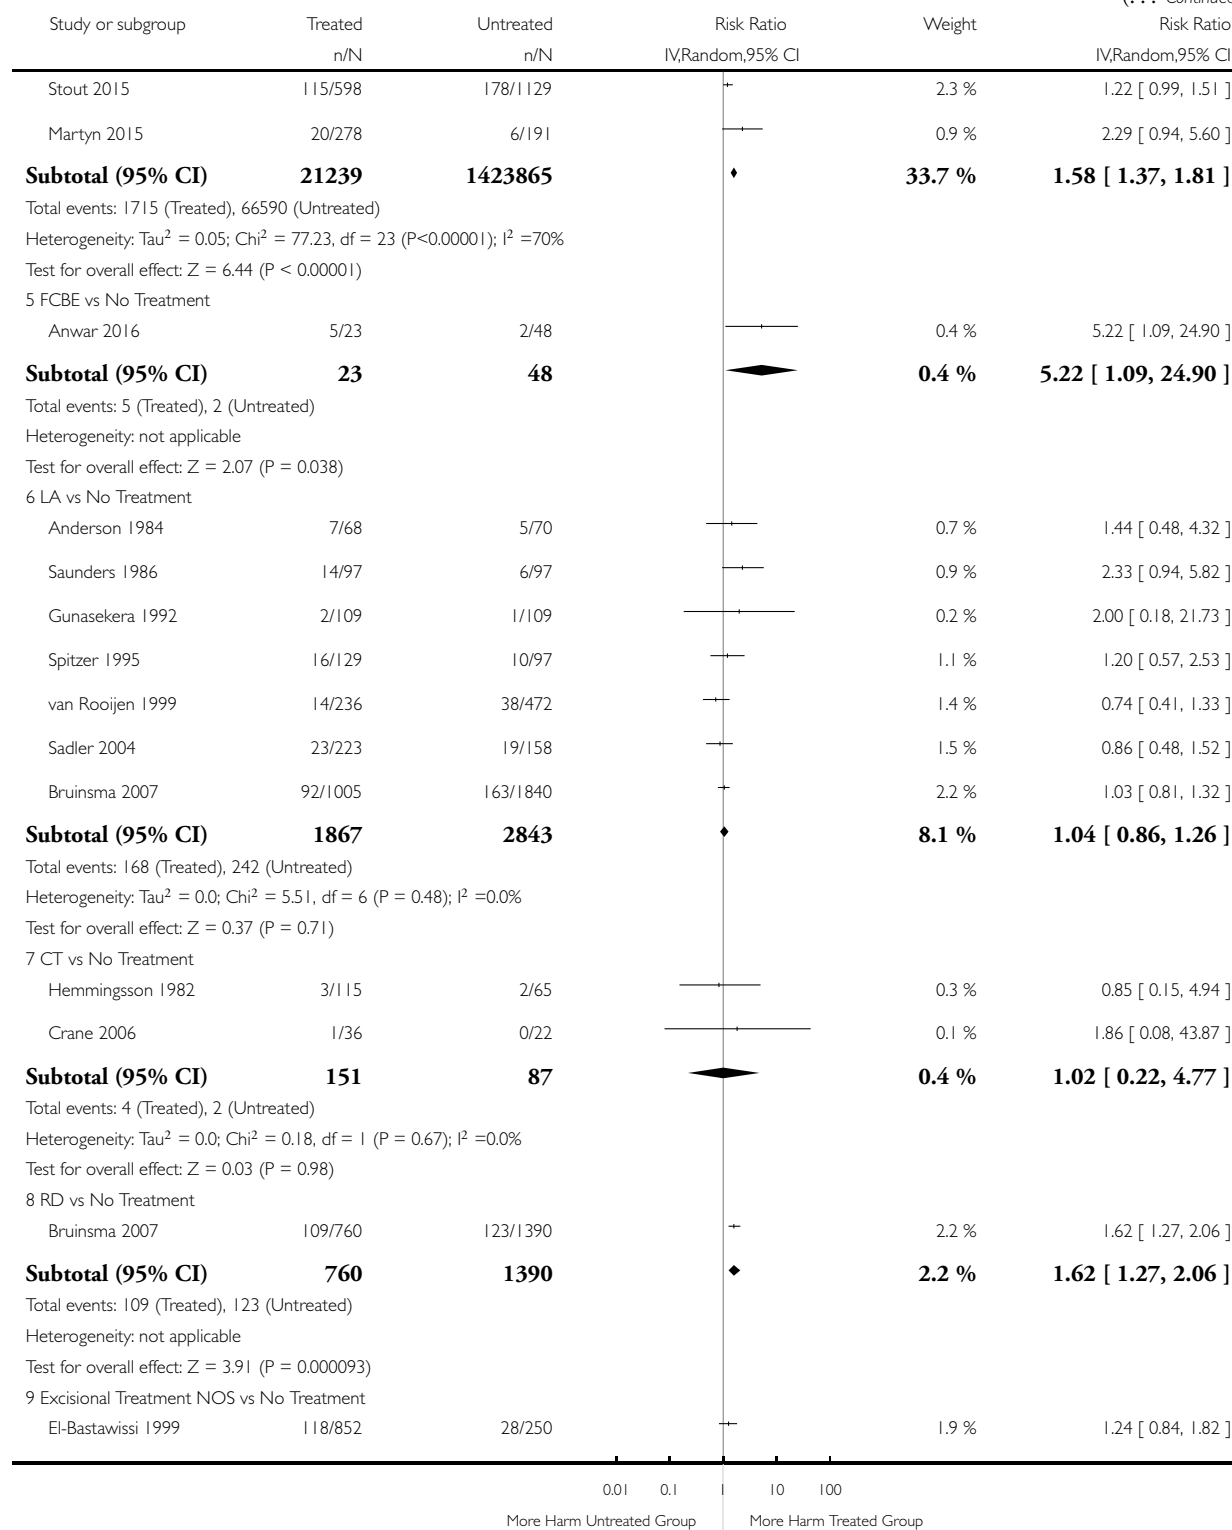 (. . . Continued
Study or subgroup Treated Untreated Risk Ratio Weight Risk Ratio
n/N n/N IV,Random,95% CI IV,Random,95% CI
Stout 2015 115/598 178/1129 2.3 % 1.22 [ 0.99, 1.51 ]
Martyn 2015 20/278 6/191 0.9 % 2.29 [ 0.94, 5.60 ]
Subtotal (95% CI) 21239 1423865 33.7 % 1.58 [ 1.37, 1.81 ]
Total events: 1715 (Treated), 66590 (Untreated)
Heterogeneity: Tau² = 0.05; Chi² = 77.23, df = 23 (P<0.00001); I² =70%
Test for overall effect: Z = 6.44 (P < 0.00001)
5 FCBE vs No Treatment
Anwar 2016 5/23 2/48 0.4 % 5.22 [ 1.09, 24.90 ]
Subtotal (95% CI) 23 48 0.4 % 5.22 [ 1.09, 24.90 ]
Total events: 5 (Treated), 2 (Untreated)
Heterogeneity: not applicable
Test for overall effect: Z = 2.07 (P = 0.038)
6 LA vs No Treatment
Anderson 1984 7/68 5/70 0.7 % 1.44 [ 0.48, 4.32 ]
Saunders 1986 14/97 6/97 0.9 % 2.33 [ 0.94, 5.82 ]
Gunasekera 1992 2/109 1/109 0.2 % 2.00 [ 0.18, 21.73 ]
Spitzer 1995 16/129 10/97 1.1 % 1.20 [ 0.57, 2.53 ]
van Rooijen 1999 14/236 38/472 1.4 % 0.74 [ 0.41, 1.33 ]
Sadler 2004 23/223 19/158 1.5 % 0.86 [ 0.48, 1.52 ]
Bruinsma 2007 92/1005 163/1840 2.2 % 1.03 [ 0.81, 1.32 ]
Subtotal (95% CI) 1867 2843 8.1 % 1.04 [ 0.86, 1.26 ]
Total events: 168 (Treated), 242 (Untreated)
Heterogeneity: Tau² = 0.0; Chi² = 5.51, df = 6 (P = 0.48); I² =0.0%
Test for overall effect: Z = 0.37 (P = 0.71)
7 CT vs No Treatment
Hemmingsson 1982 3/115 2/65 0.3 % 0.85 [ 0.15, 4.94 ]
Crane 2006 1/36 0/22 0.1 % 1.86 [ 0.08, 43.87 ]
Subtotal (95% CI) 151 87 0.4 % 1.02 [ 0.22, 4.77 ]
Total events: 4 (Treated), 2 (Untreated)
Heterogeneity: Tau² = 0.0; Chi² = 0.18, df = 1 (P = 0.67); I² =0.0%
Test for overall effect: Z = 0.03 (P = 0.98)
8 RD vs No Treatment
Bruinsma 2007 109/760 123/1390 2.2 % 1.62 [ 1.27, 2.06 ]
Subtotal (95% CI) 760 1390 2.2 % 1.62 [ 1.27, 2.06 ]
Total events: 109 (Treated), 123 (Untreated)
Heterogeneity: not applicable
Test for overall effect: Z = 3.91 (P = 0.000093)
9 Excisional Treatment NOS vs No Treatment
El-Bastawissi 1999 118/852 28/250 1.9 % 1.24 [ 0.84, 1.82 ]
0.01 0.1 1 10 100
More Harm Untreated Group More Harm Treated Group